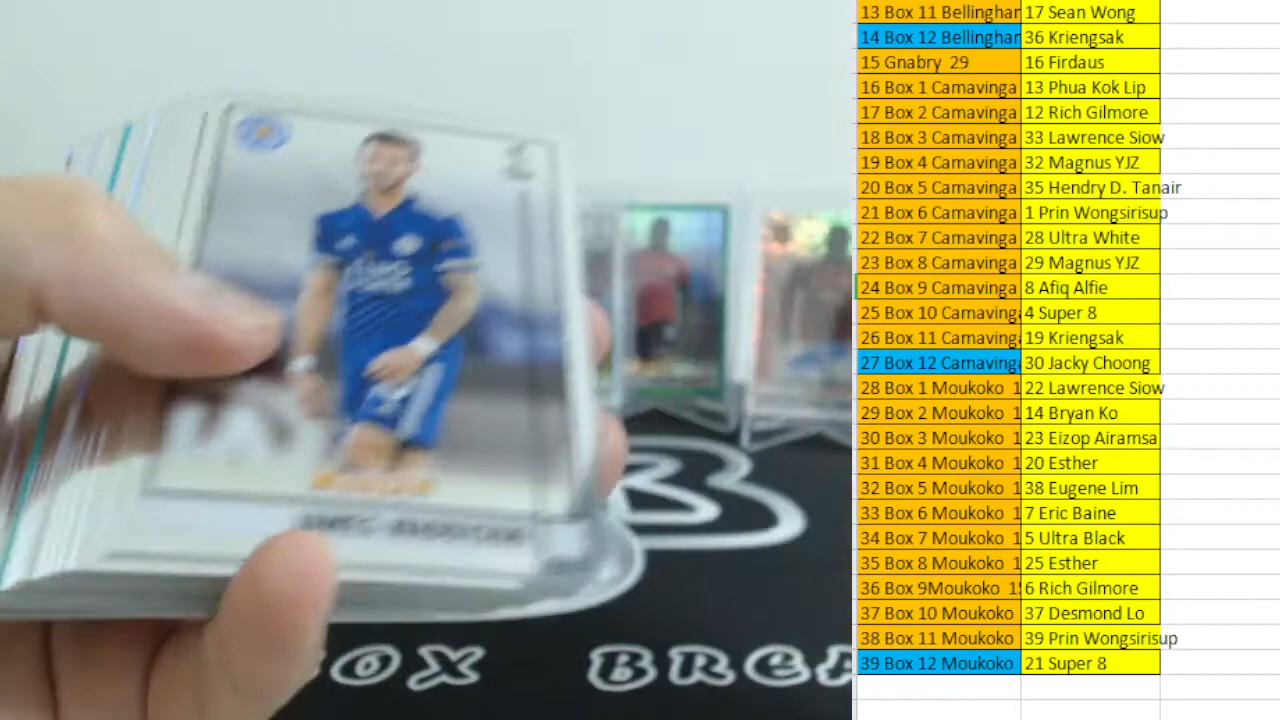 13 Box 11 Bellinghar 17 Sean Wong
14 Box 12 Bellinghar 36 Kriengsak
15 Gnabry 29 16 Firdaus
16 Box 1 Camavinga 13 Phua Kok Lip
17 Box 2 Camavinga 12 Rich Gilmore
18 Box 3 Camavinga 33 Lawrence Siow
19 Box 4 Camavinga 32 Magnus YJZ
20 Box 5 Camavinga 35 Hendry D. Tanair
21 Box 6 Camavinga 1 Prin Wongsirisup
22 Box 7 Camavinga 28 Ultra White
23 Box 8 Camavinga 29 Magnus YJZ
24 Box 9 Camavinga 8 Afiq Alfie
25 Box 10 Camavinga 4 Super 8
26 Box 11 Camavinga 19 Kriengsak
27 Box 12 Camavinga 30 Jacky Choong
28 Box 1 Moukoko 1 22 Lawrence Siow
29 Box 2 Moukoko 1 14 Bryan Ko
30 Box 3 Moukoko 1 23 Eizop Airamsa
31 Box 4 Moukoko 1 20 Esther
32 Box 5 Moukoko 1 38 Eugene Lim
33 Box 6 Moukoko 1 7 Eric Baine
34 Box 7 Moukoko 1 5 Ultra Black
35 Box 8 Moukoko 1 25 Esther
36 Box 9Moukoko 15 6 Rich Gilmore
37 Box 10 Moukoko 37 Desmond Lo
38 Box 11 Moukoko 39 Prin Wongsirisup
39 Box 12 Moukoko 21 Super 8
OX BREA